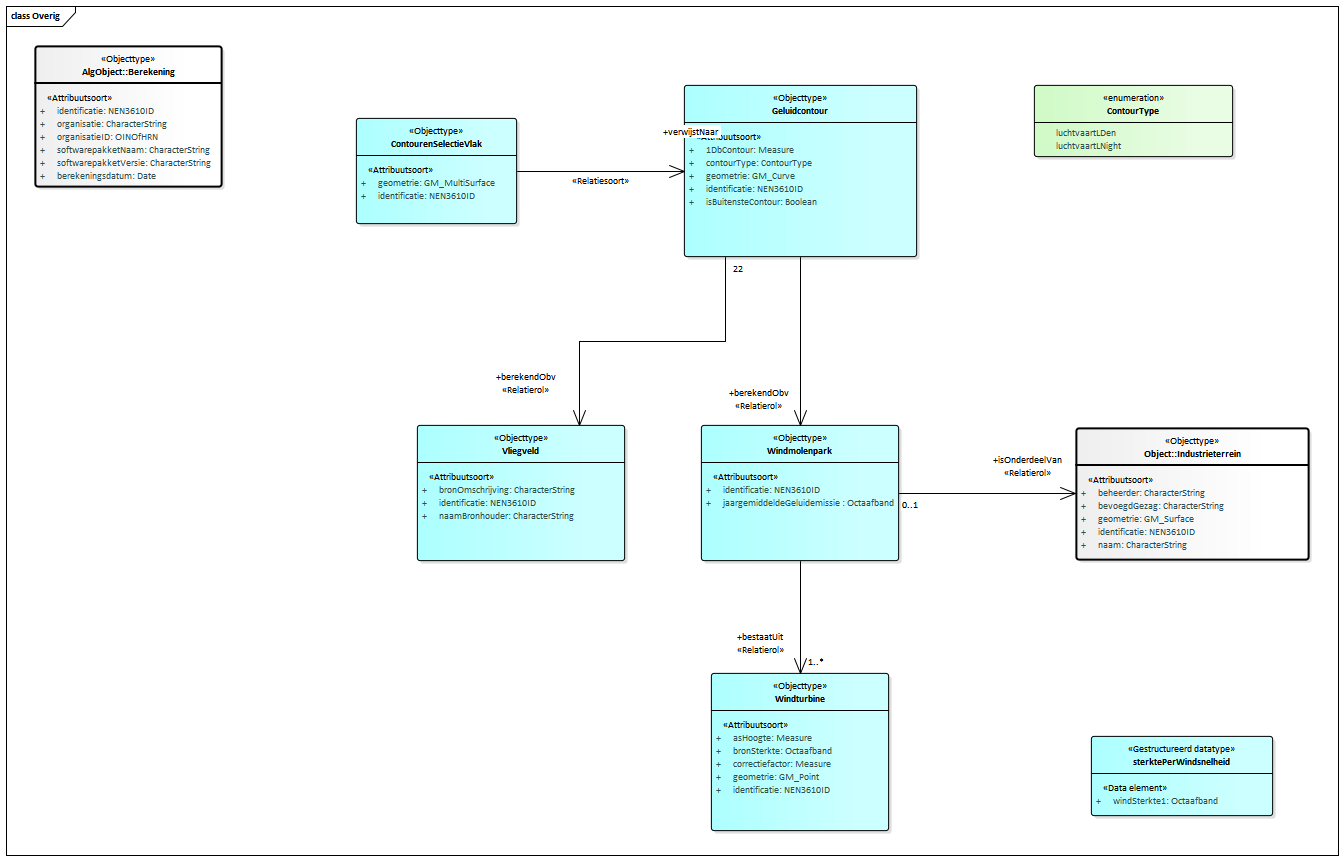 class Overig
«Objecttype»
AlgObject::Berekening
«Attribuutsoort»
+ identificatie: NEN3610ID
+ organisatie: CharacterString
+ organisatieID: OINOfHRN
+ softwarepakketNaam: CharacterString
+ softwarepakketVersie: CharacterString
+ berekeningsdatum: Date
«Objecttype»
ContourenSelectieVlak
«Attribuutsoort»
+ geometrie: GM_MultiSurface
+ identificatie: NEN3610ID
+verwijstNaar
«Relatiesoort»
«Objecttype»
Geluidcontour
«Attribuutsoort»
+ 1DbContour: Measure
+ contourType: ContourType
+ geometrie: GM_Curve
+ identificatie: NEN3610ID
+ isBuitensteContour: Boolean
«enumeration»
ContourType
luchtvaartLDen
luchtvaartLNight
22
+berekendObv
«Relatierol»
+berekendObv
«Relatierol»
«Objecttype»
Vliegveld
«Attribuutsoort»
+ bronOmschrijving: CharacterString
+ identificatie: NEN3610ID
+ naamBronhouder: CharacterString
«Objecttype»
Windmolenpark
«Attribuutsoort»
+ identificatie: NEN3610ID
+ jaargemiddeldeGeluidemissie : Octaafband
+isOnderdeelVan
«Relatierol»
0..1
«Objecttype»
Object::Industrieterrein
«Attribuutsoort»
+ beheerder: CharacterString
+ bevoegdGezag: CharacterString
+ geometrie: GM_Surface
+ identificatie: NEN3610ID
+ naam: CharacterString
+bestaatUit
«Relatierol»
1..*
«Objecttype»
Windturbine
«Attribuutsoort»
+ asHoogte: Measure
+ bronSterkte: Octaafband
+ correctiefactor: Measure
+ geometrie: GM_Point
+ identificatie: NEN3610ID
«Gestructureerd datatype»
sterktePerWindsnelheid
«Data element»
+ windSterkte1: Octaafband